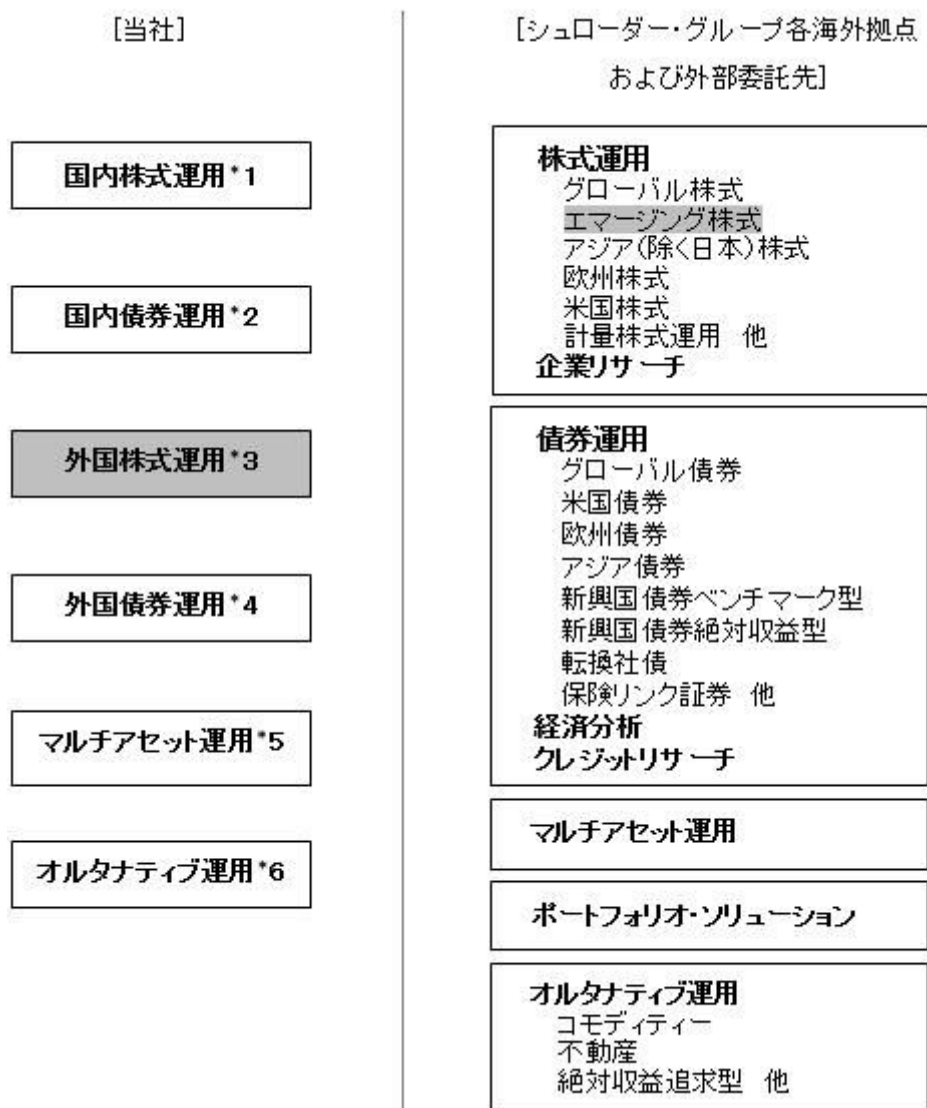 [当社]
国内株式運用*1
国内債券運用*2
外国株式運用*3
外国債券運用*4
マルチアセット運用*5
オルタナティブ運用*6
[シュローダー・グループ各海外拠点
および外部委託先]
株式運用
グローバル株式
エマージング株式
アジア(除く日本)株式
欧州株式
米国株式
計量株式運用 他
企業リサーチ
債券運用
グローバル債券
米国債券
欧州債券
アジア債券
新興国債券ベンチマーク型
新興国債券絶対収益型
転換社債
保険リンク証券 他
経済分析
クレジットリサーチ
マルチアセット運用
ポートフォリオ・ソリューション
オルタナティブ運用
コモディティー
不動産
絶対収益追求型 他